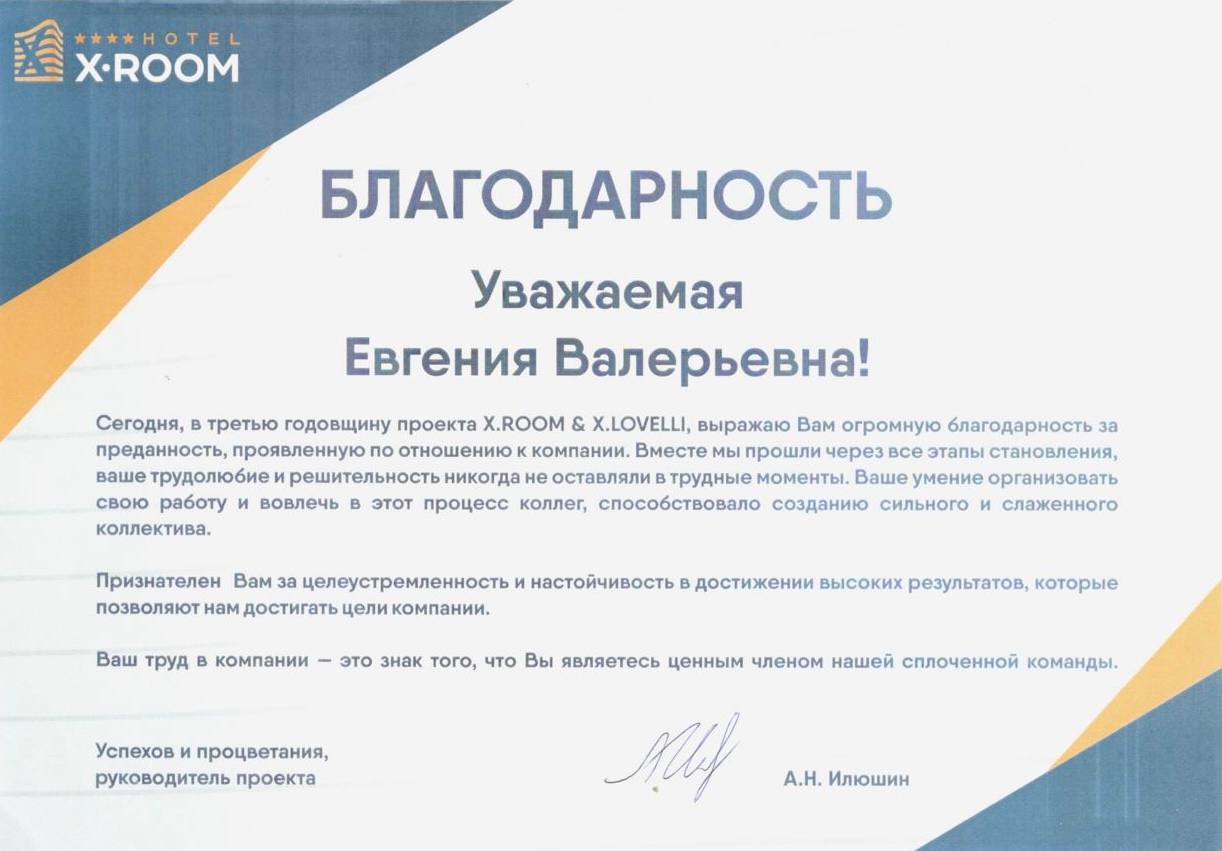 ★★★★HOTEL
X·ROOM
БЛАГОДАРНОСТЬ
Уважаемая
Евгения Валерьевна!
Сегодня, в третью годовщину проекта X.ROOM & X.LOVELLI, выражаю Вам огромную благодарность за
преданность, проявленную по отношению к компании. Вместе мы прошли через все этапы становления,
ваше трудолюбие и решительность никогда не оставляли в трудные моменты. Ваше умение организовать
свою работу и вовлечь в этот процесс коллег, способствовало созданию сильного и слаженного
коллектива.
Признателен Вам за целеустремленность и настойчивость в достижении высоких результатов, которые
позволяют нам достигать цели компании.
Ваш труд в компании — это знак того, что Вы являетесь ценным членом нашей сплоченной команды.
Успехов и процветания,
руководитель проекта
А.Н. Илюшин